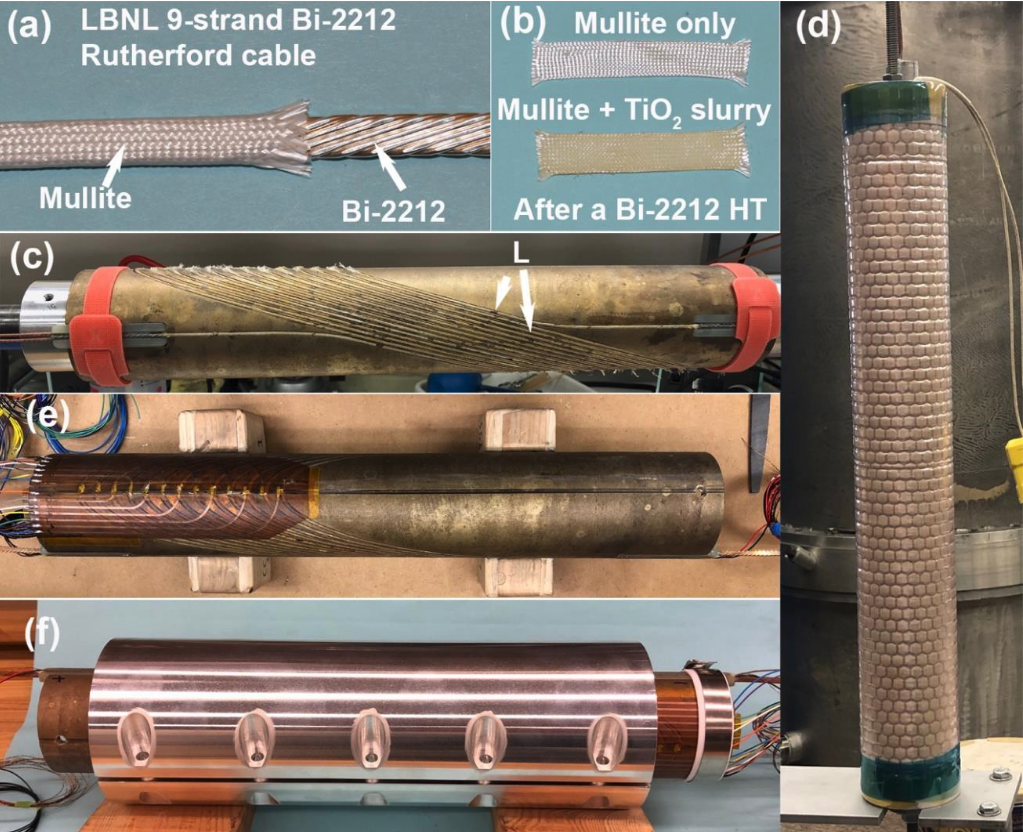 (a)
LBNL 9-strand Bi-2212
Rutherford cable
Mullite
Bi-2212
(b)
Mullite only
Mullite + TiO₂ slurry
After a Bi-2212 HT
(c)
L
(d)
(e)
(f)